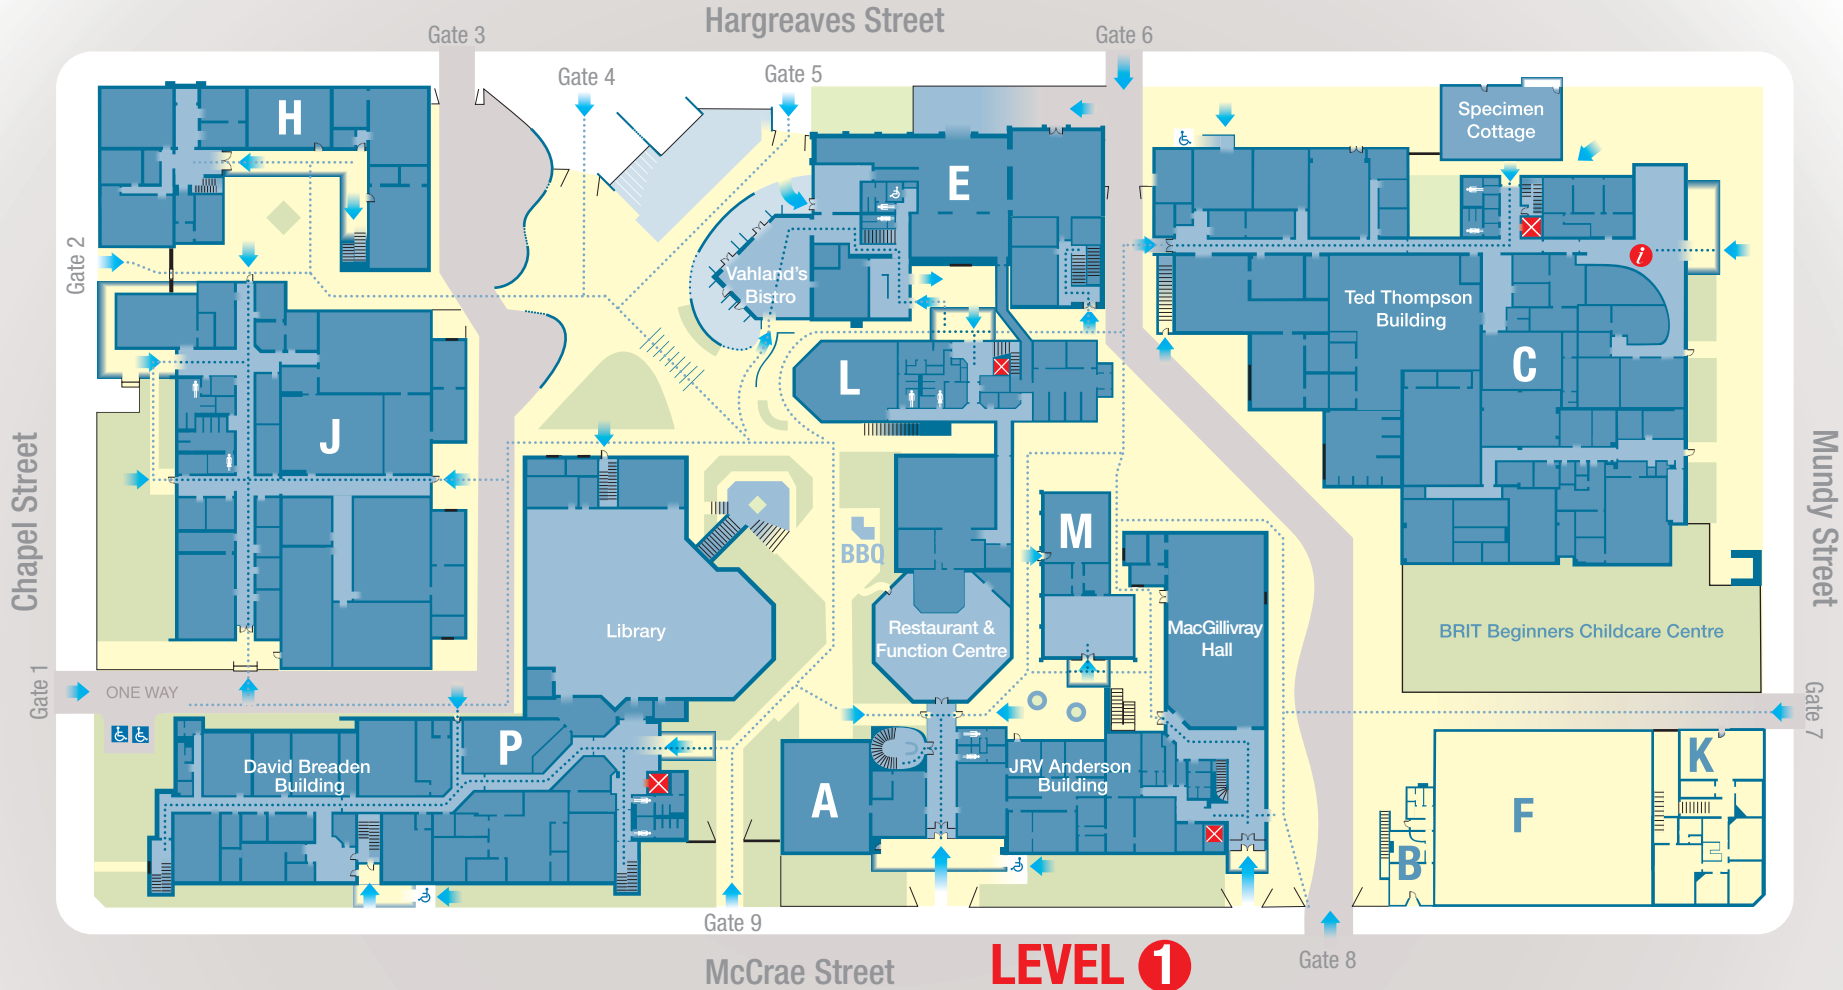 Hargreaves Street
Gate 3
Gate 6
Gate 4
Gate 5
H
E
Specimen
Cottage
Gate 2
i
Vahland's
Bistro
Ted Thompson
Building
L
C
J
Chapel Street
Mundy Street
M
BBQ
Library
Restaurant &
Function Centre
MacGillivray
Hall
BRIT Beginners Childcare Centre
Gate 1
ONE WAY
Gate 7
P
David Breaden
Building
A
JRV Anderson
Building
K
F
B
Gate 9
Gate 8
McCrae Street
LEVEL 1